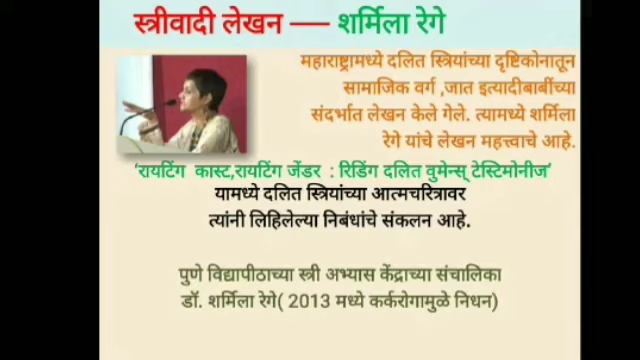 स्त्रीवादी लेखन –– शर्मिला रेगे
महाराष्ट्रामध्ये दलित स्त्रियांच्या दृष्टिकोनातून
सामाजिक वर्ग ,जात इत्यादीबाबींच्या
संदर्भात लेखन केले गेले. त्यामध्ये शर्मिला
रेगे यांचे लेखन महत्त्वाचे आहे.
‘रायटिंग कास्ट,रायटिंग जेंडर : रिडिंग दलित वुमेन्स् टेस्टिमोनीज’
यामध्ये दलित स्त्रियांच्या आत्मचरित्रावर
त्यांनी लिहिलेल्या निबंधांचे संकलन आहे.
पुणे विद्यापीठाच्या स्त्री अभ्यास केंद्राच्या संचालिका
डॉ. शर्मिला रेगे( 2013 मध्ये कर्करोगामुळे निधन)